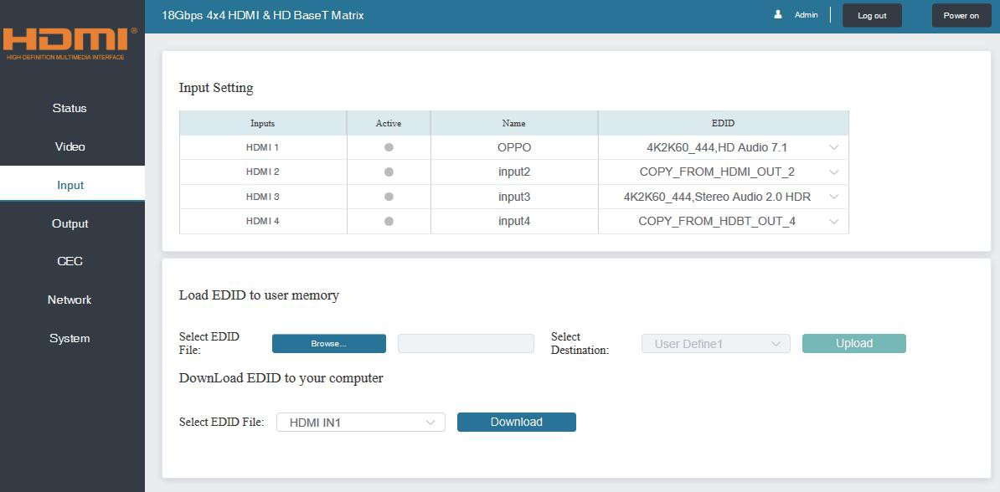 18Gbps 4x4 HDMI & HD BaseT Matrix
Admin
Log out
Power on
HDMI®
HIGH DEFINITION MULTIMEDIA INTERFACE
Status
Video
Input
Output
CEC
Network
System
Input Setting
Inputs Active Name EDID
HDMI 1 OPPO 4K2K60_444,HD Audio 7.1
HDMI 2 input2 COPY_FROM_HDMI_OUT_2
HDMI 3 input3 4K2K60_444,Stereo Audio 2.0 HDR
HDMI 4 input4 COPY_FROM_HDBT_OUT_4
Load EDID to user memory
Select EDID
File:
Browse...
Select
Destination:
User Define1
Upload
DownLoad EDID to your computer
Select EDID File:
HDMI IN1
Download